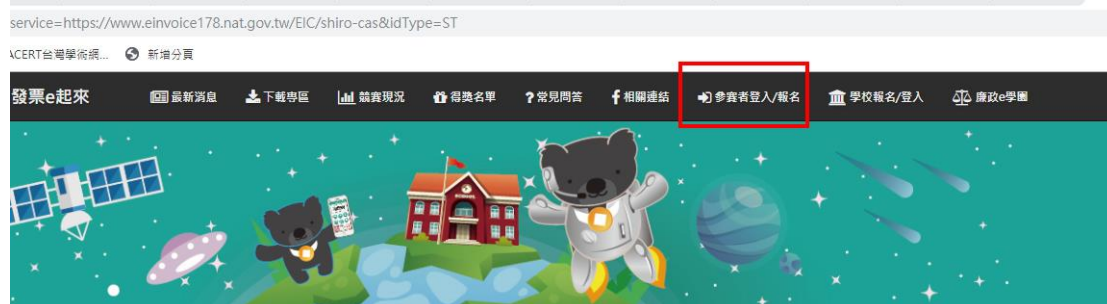 service=https://www.einvoice178.nat.gov.tw/EIC/shiro-cas&idType=ST
ACERT台灣學術網... 新增分頁
發票e起來 最新消息 下載專區 競賽現況 得獎名單 常見問答 相關連結 參賽者登入/報名 學校報名/登入 廉政e學園